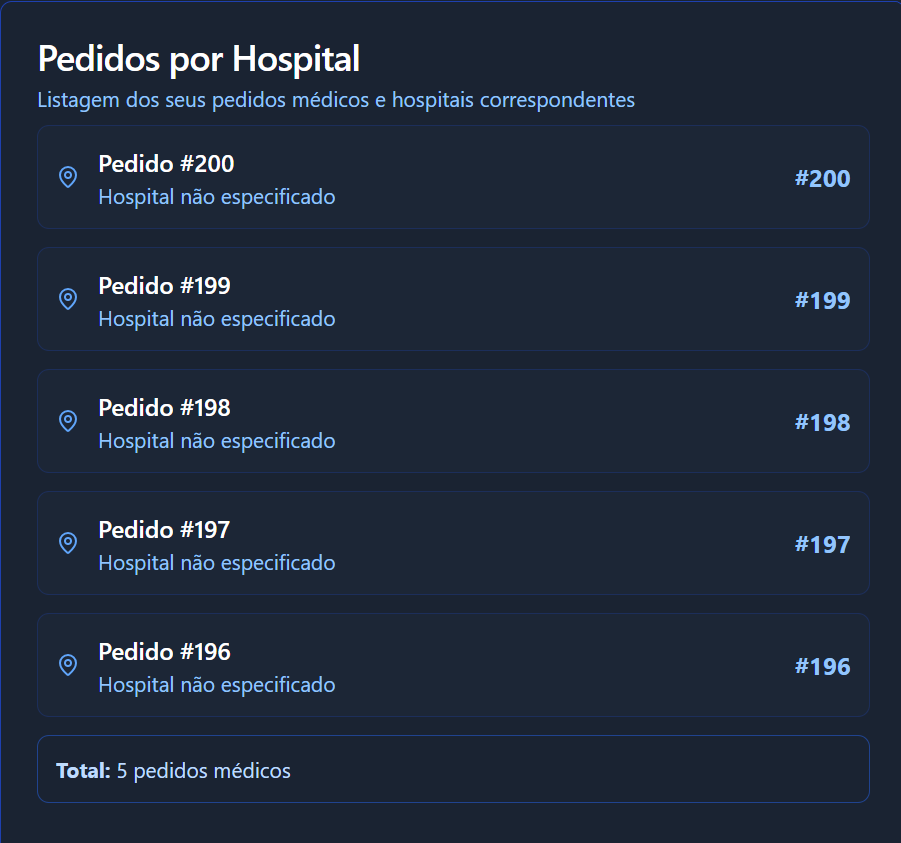 Pedidos por Hospital
Listagem dos seus pedidos médicos e hospitais correspondentes
Pedido #200
Hospital não especificado
#200
Pedido #199
Hospital não especificado
#199
Pedido #198
Hospital não especificado
#198
Pedido #197
Hospital não especificado
#197
Pedido #196
Hospital não especificado
#196
Total: 5 pedidos médicos